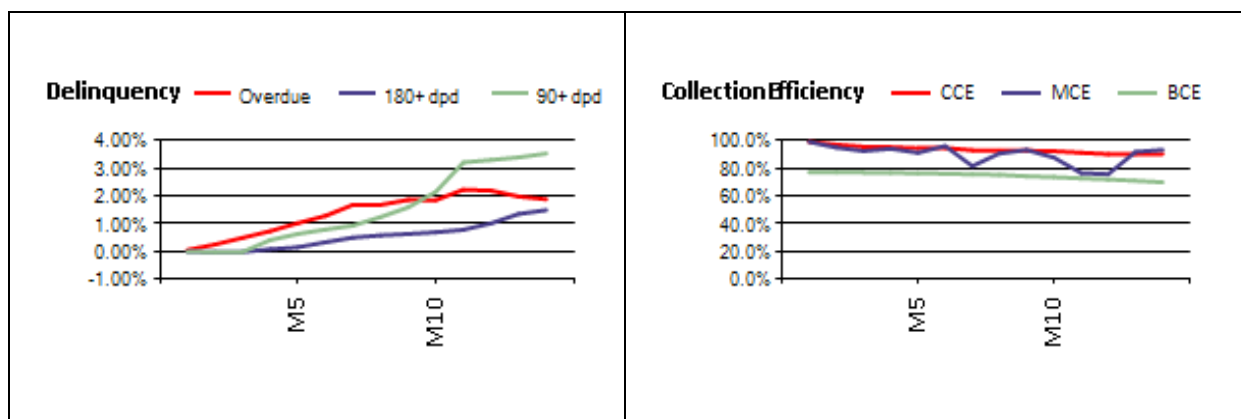 Delinquency Overdue 180+ dpd 90+ dpd
4.00%
3.00%
2.00%
1.00%
0.00%
-1.00%
M5
M10
Collection Efficiency CCE MCE BCE
100.0%
80.0%
60.0%
40.0%
20.0%
0.0%
M5
M10